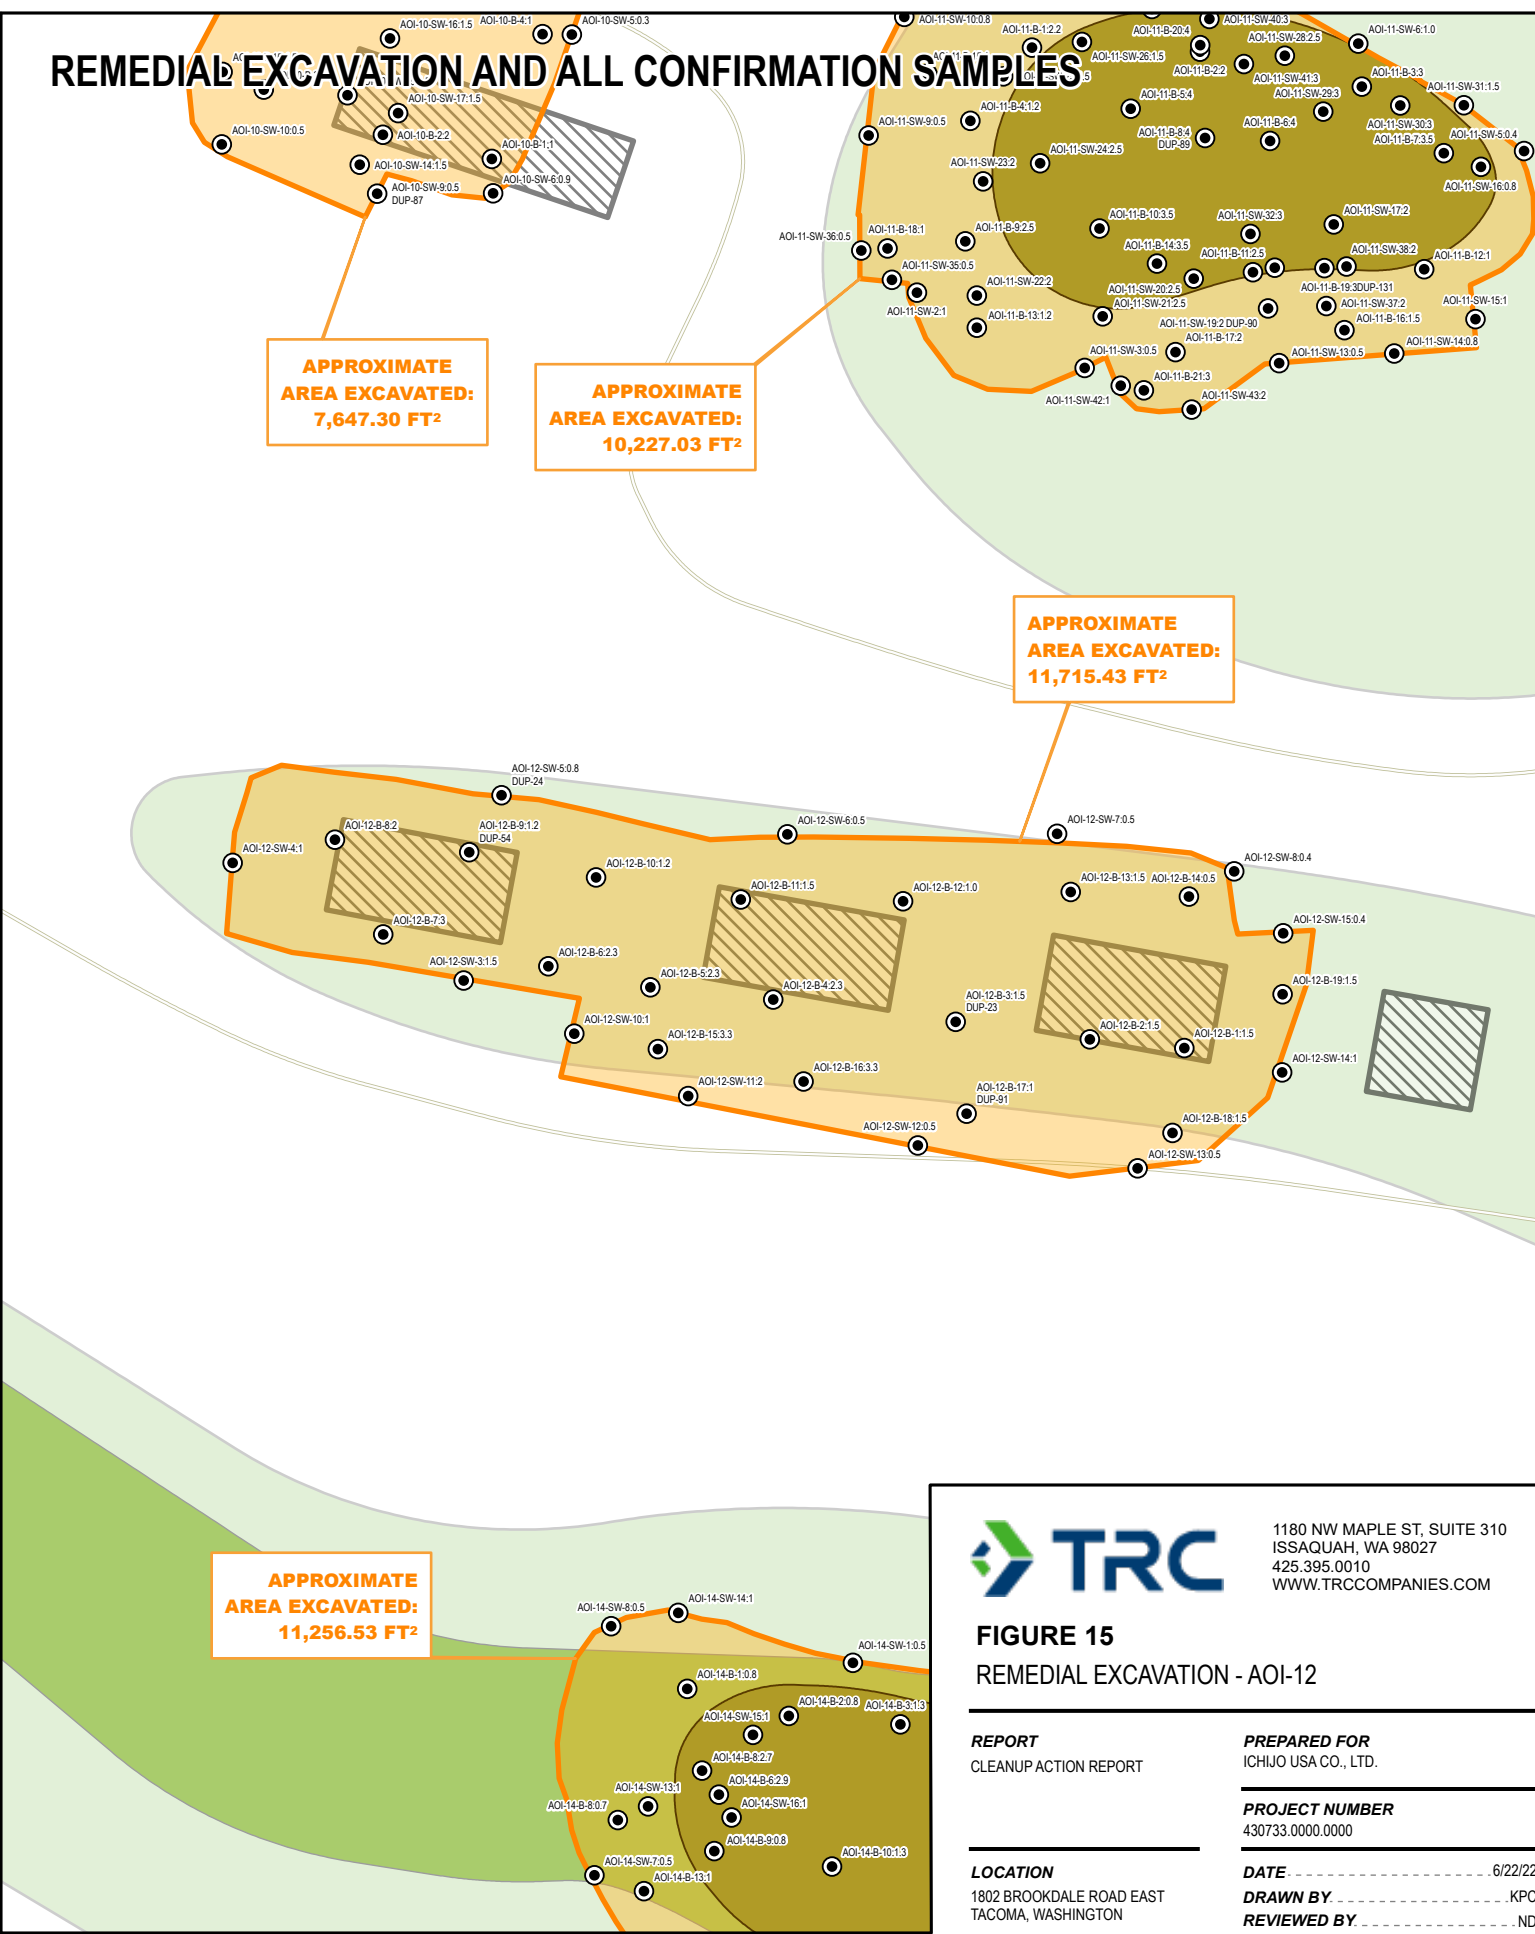 AOI-10-SW-16:1.5
AOI-10-B-4:1
AOI-10-SW-5:0.3
AOI-11-SW-10:0.8
AOI-11-B-1:2.2
AOI-11-B-20:4
AOI-11-SW-40:3
AOI-11-SW-28:2.5
AOI-11-SW-6:1.0
REMEDIAL EXCAVATION AND ALL CONFIRMATION SAMPLES
AOI-11-SW-26:1.5
AOI-11-B-2:2
AOI-11-SW-41:3
AOI-11-B-3:3
AOI-11-SW-29:3
AOI-11-SW-31:1.5
AOI-10-SW-17:1.5
AOI-11-B-4:1.2
AOI-11-B-5:4
AOI-11-SW-30:3
AOI-10-SW-10:0.5
AOI-10-B-2:2
AOI-11-SW-9:0.5
AOI-11-B-8:4
DUP-89
AOI-11-B-6:4
AOI-11-B-7:3.5
AOI-11-SW-5:0.4
AOI-10-B-1:1
AOI-10-SW-14:1.5
AOI-11-SW-23:2
AOI-11-SW-24:2.5
AOI-11-SW-16:0.8
AOI-10-SW-9:0.5
DUP-87
AOI-10-SW-6:0.9
AOI-11-SW-36:0.5
AOI-11-B-18:1
AOI-11-B-9:2.5
AOI-11-B-10:3.5
AOI-11-SW-32:3
AOI-11-SW-17:2
AOI-11-B-14:3.5
AOI-11-B-11:2.5
AOI-11-SW-38:2
AOI-11-B-12:1
AOI-11-SW-35:0.5
AOI-11-SW-22:2
AOI-11-SW-20:2.5
AOI-11-B-19:3DUP-131
AOI-11-SW-2:1
AOI-11-B-13:1.2
AOI-11-SW-21:2.5
AOI-11-SW-19:2 DUP-90
AOI-11-SW-37:2
AOI-11-B-16:1.5
AOI-11-SW-15:1
AOI-11-B-17:2
AOI-11-SW-3:0.5
AOI-11-SW-13:0.5
AOI-11-SW-14:0.8
AOI-11-B-21:3
AOI-11-SW-42:1
AOI-11-SW-43:2
APPROXIMATE
AREA EXCAVATED:
7,647.30 FT²
APPROXIMATE
AREA EXCAVATED:
10,227.03 FT²
APPROXIMATE
AREA EXCAVATED:
11,715.43 FT²
AOI-12-SW-5:0.8
DUP-24
AOI-12-B-8:2
AOI-12-B-9:1.2
DUP-54
AOI-12-SW-6:0.5
AOI-12-SW-7:0.5
AOI-12-SW-4:1
AOI-12-B-10:1.2
AOI-12-SW-8:0.4
AOI-12-B-11:1.5
AOI-12-B-12:1.0
AOI-12-B-13:1.5
AOI-12-B-14:0.5
AOI-12-B-7:3
AOI-12-SW-15:0.4
AOI-12-SW-3:1.5
AOI-12-B-6:2.3
AOI-12-B-5:2.3
AOI-12-B-4:2.3
AOI-12-B-3:1.5
DUP-23
AOI-12-B-19:1.5
AOI-12-SW-10:1
AOI-12-B-15:3.3
AOI-12-B-2:1.5
AOI-12-B-1:1.5
AOI-12-SW-14:1
AOI-12-B-16:3.3
AOI-12-SW-11:2
AOI-12-B-17:1
DUP-91
AOI-12-SW-12:0.5
AOI-12-B-18:1.5
AOI-12-SW-13:0.5
APPROXIMATE
AREA EXCAVATED:
11,256.53 FT²
AOI-14-SW-8:0.5
AOI-14-SW-14:1
AOI-14-SW-1:0.5
AOI-14-B-1:0.8
AOI-14-B-2:0.8
AOI-14-B-3:1.3
AOI-14-SW-15:1
AOI-14-B-8:2.7
AOI-14-B-6:2.9
AOI-14-SW-13:1
AOI-14-B-8:0.7
AOI-14-SW-16:1
AOI-14-B-9:0.8
AOI-14-B-10:1.3
AOI-14-SW-7:0.5
AOI-14-B-13:1
TRC
1180 NW MAPLE ST, SUITE 310
ISSAQUAH, WA 98027
425.395.0010
WWW.TRCCOMPANIES.COM
FIGURE 15
REMEDIAL EXCAVATION - AOI-12
REPORT
CLEANUP ACTION REPORT
PREPARED FOR
ICHIJO USA CO., LTD.
PROJECT NUMBER
430733.0000.0000
LOCATION
1802 BROOKDALE ROAD EAST
TACOMA, WASHINGTON
DATE 6/22/22
DRAWN BY KPC
REVIEWED BY ND